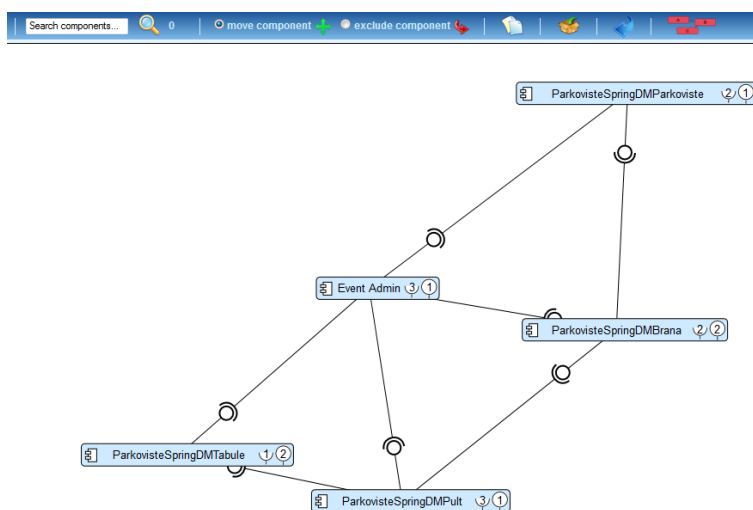 Search components... 0 move component exclude component
ParkovisteSpringDMParkoviste 2 1
Event Admin 3 1
ParkovisteSpringDMBrana 2 2
ParkovisteSpringDMTabule 1 2
ParkovisteSpringDMPult 3 1